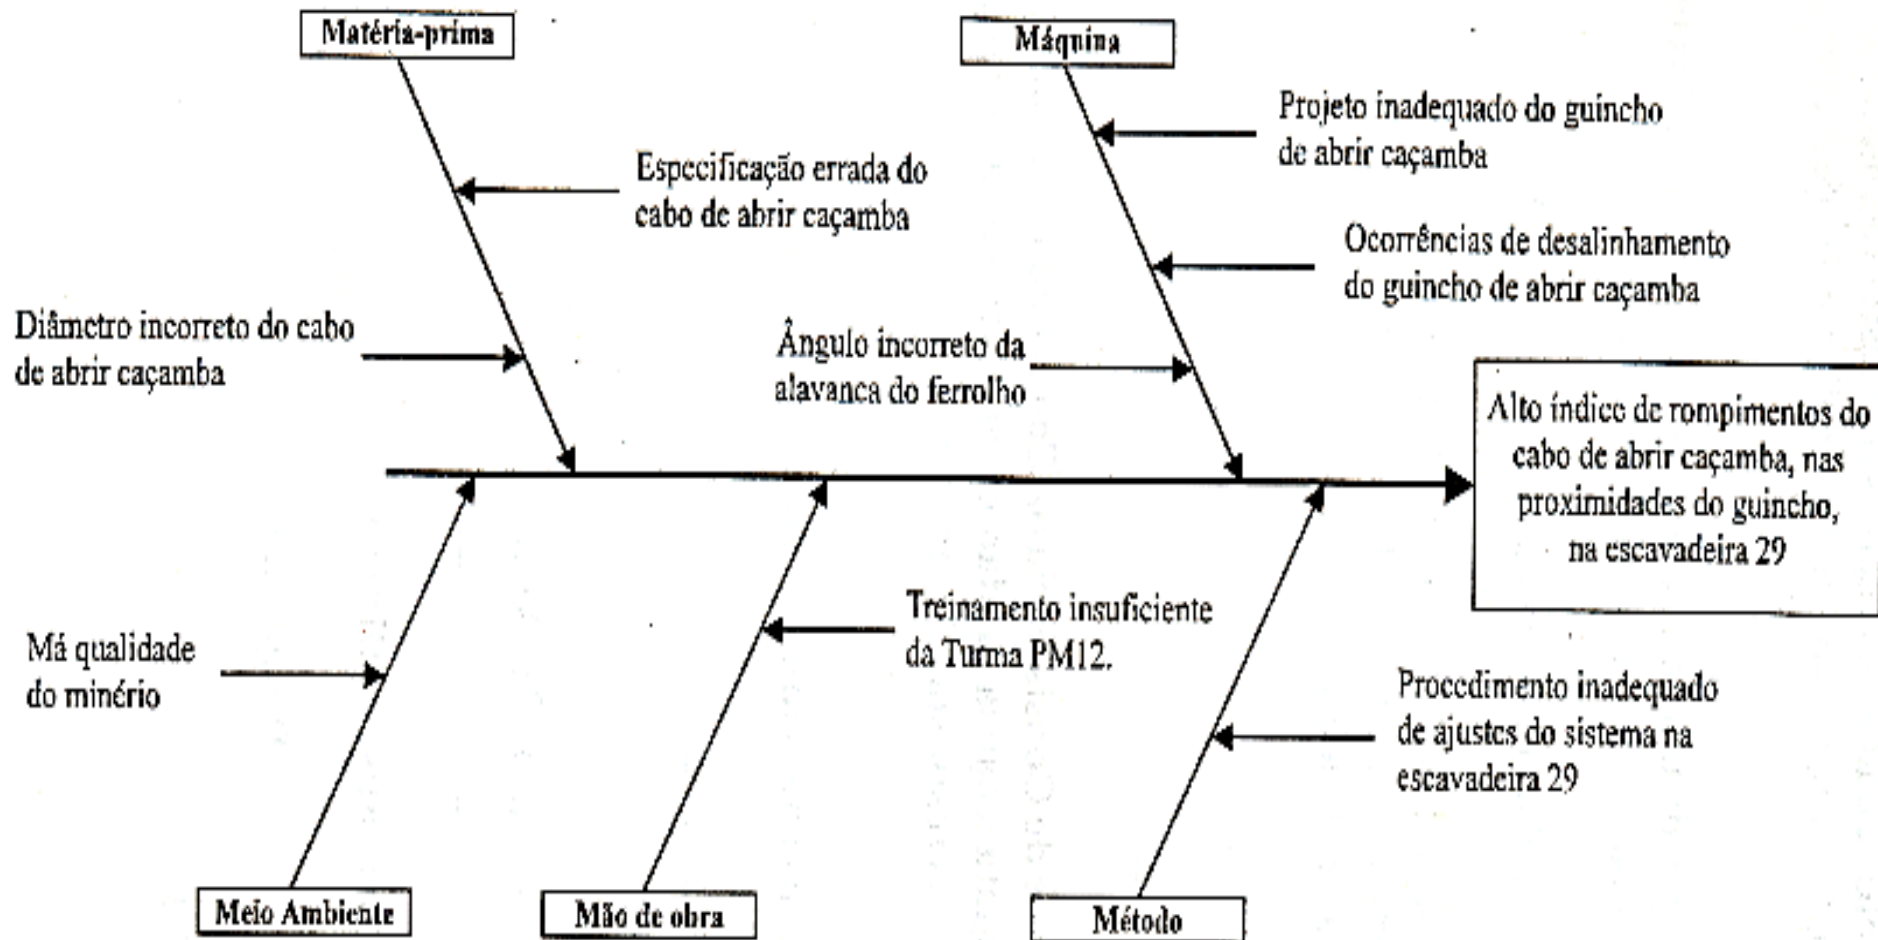 Matéria-prima
Máquina
Projeto inadequado do guincho
de abrir caçamba
Especificação errada do
cabo de abrir caçamba
Ocorrências de desalinhamento
do guincho de abrir caçamba
Diâmetro incorreto do cabo
de abrir caçamba
Ângulo incorreto da
alavanca do ferrolho
Alto índice de rompimentos do
cabo de abrir caçamba, nas
proximidades do guincho,
na escavadeira 29
Treinamento insuficiente
da Turma PM12.
Má qualidade
do minério
Procedimento inadequado
de ajustes do sistema na
escavadeira 29
Meio Ambiente
Mão de obra
Método